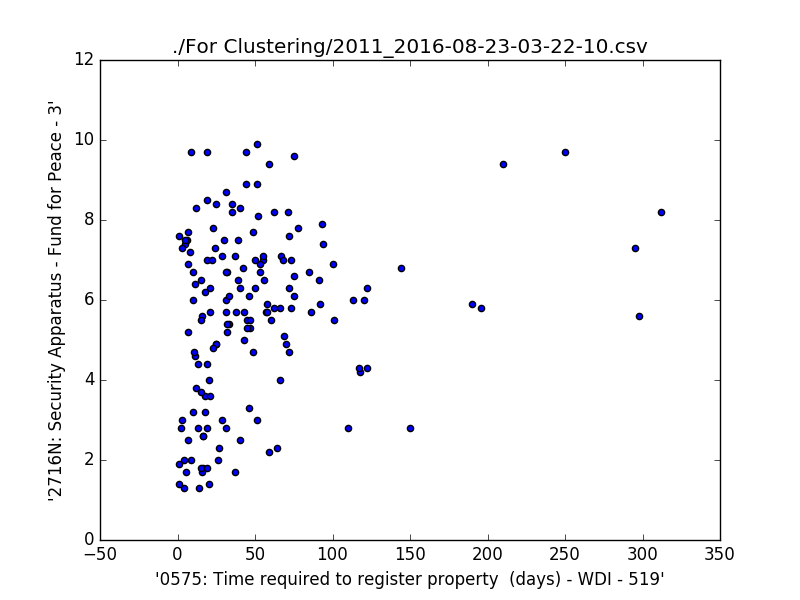 ./For Clustering/2011_2016-08-23-03-22-10.csv
12
10
8
6
4
2
0
'2716N: Security Apparatus - Fund for Peace - 3'
−50 0 50 100 150 200 250 300 350
'0575: Time required to register property  (days) - WDI - 519'